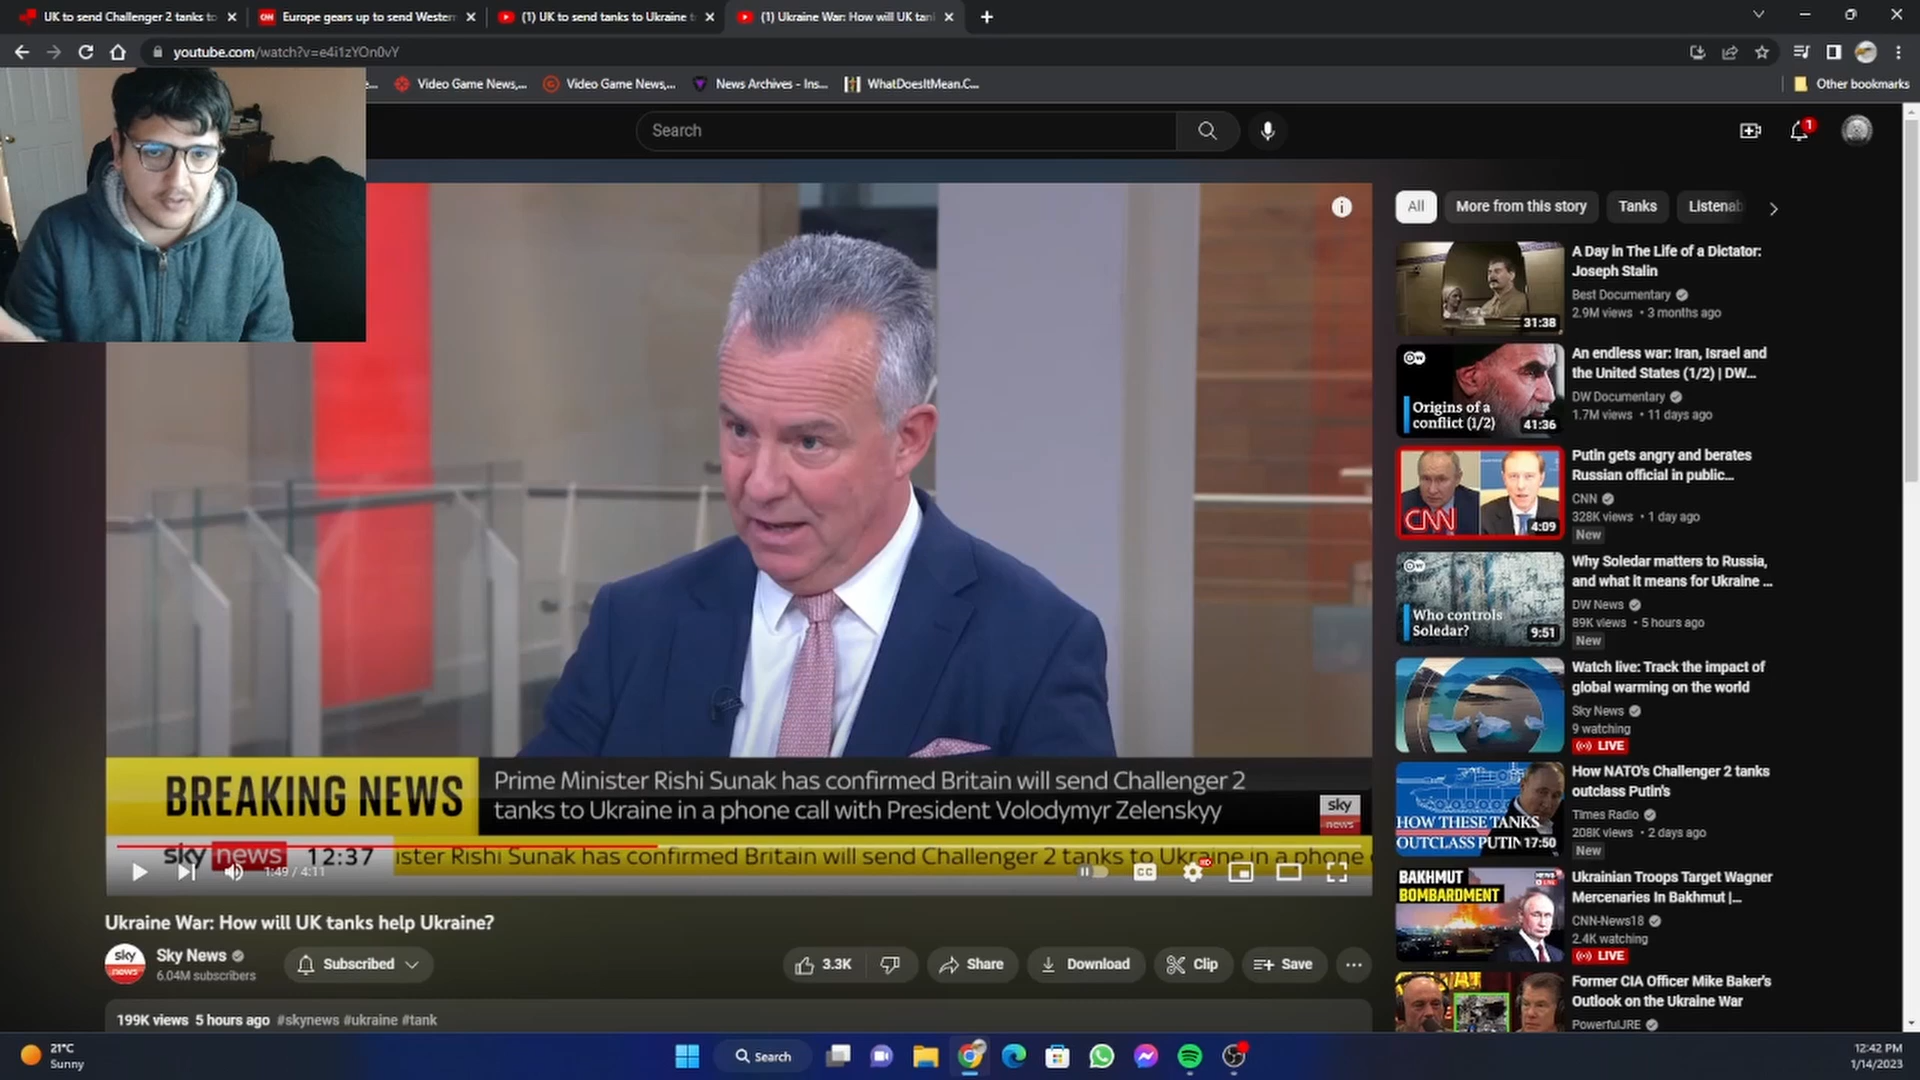 UK to send Challenger 2 tanks to
Europe gears up to send Wester
(1) UK to send tanks to Ukraine t
(1) Ukraine War: How will UK tan
youtube.com/watch?v=e4i1zYOn0vY
e...
Video Game News,...
Video Game News,...
News Archives - Ins...
WhatDoesItMean.C...
Other bookmarks
Search
1
All
More from this story
Tanks
Listenab
BREAKING NEWS
Prime Minister Rishi Sunak has confirmed Britain will send Challenger 2
tanks to Ukraine in a phone call with President Volodymyr Zelenskyy
sky
news
sky news 12:37 ister Rishi Sunak has confirmed Britain will send Challenger 2 tanks to Ukraine in a phone
1:49 / 4:11
CC
HD
Ukraine War: How will UK tanks help Ukraine?
sky
news
Sky News
6.04M subscribers
Subscribed
3.3K
Share
Download
Clip
Save
199K views 5 hours ago #skynews #ukraine #tank
31:38
A Day in The Life of a Dictator:
Joseph Stalin
Best Documentary
2.9M views • 3 months ago
Origins of a
conflict (1/2)
41:36
An endless war: Iran, Israel and
the United States (1/2) | DW...
DW Documentary
1.7M views • 11 days ago
CNN
4:09
Putin gets angry and berates
Russian official in public...
CNN
328K views • 1 day ago
New
Who controls
Soledar?
9:51
Why Soledar matters to Russia,
and what it means for Ukraine ...
DW News
89K views • 5 hours ago
New
Watch live: Track the impact of
global warming on the world
Sky News
9 watching
LIVE
HOW THESE TANKS
OUTCLASS PUTIN
17:50
How NATO's Challenger 2 tanks
outclass Putin's
Times Radio
208K views • 2 days ago
New
BAKHMUT
BOMBARDMENT
Ukrainian Troops Target Wagner
Mercenaries In Bakhmut |...
CNN-News18
2.4K watching
LIVE
Former CIA Officer Mike Baker's
Outlook on the Ukraine War
PowerfulJRE
21°C
Sunny
Search
12:42 PM
1/14/2023